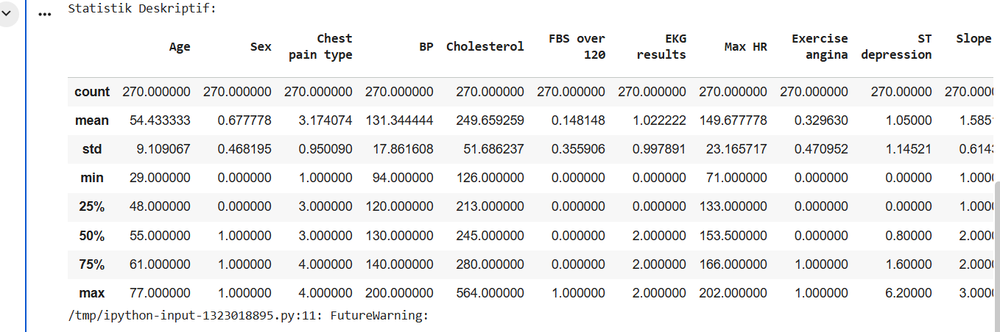 Statistik Deskriptif:
Age Sex Chest pain type BP Cholesterol FBS over 120 EKG results Max HR Exercise angina ST depression Slope
count 270.000000 270.000000 270.000000 270.000000 270.000000 270.000000 270.000000 270.000000 270.000000 270.00000 270.000
mean 54.433333 0.677778 3.174074 131.344444 249.659259 0.148148 1.022222 149.677778 0.329630 1.05000 1.585
std 9.109067 0.468195 0.950090 17.861608 51.686237 0.355906 0.997891 23.165717 0.470952 1.14521 0.614
min 29.000000 0.000000 1.000000 94.000000 126.000000 0.000000 0.000000 71.000000 0.000000 0.00000 1.000
25% 48.000000 0.000000 3.000000 120.000000 213.000000 0.000000 0.000000 133.000000 0.000000 0.00000 1.000
50% 55.000000 1.000000 3.000000 130.000000 245.000000 0.000000 2.000000 153.500000 0.000000 0.80000 2.000
75% 61.000000 1.000000 4.000000 140.000000 280.000000 0.000000 2.000000 166.000000 1.000000 1.60000 2.000
max 77.000000 1.000000 4.000000 200.000000 564.000000 1.000000 2.000000 202.000000 1.000000 6.20000 3.000
/tmp/ipython-input-1323018895.py:11: FutureWarning: